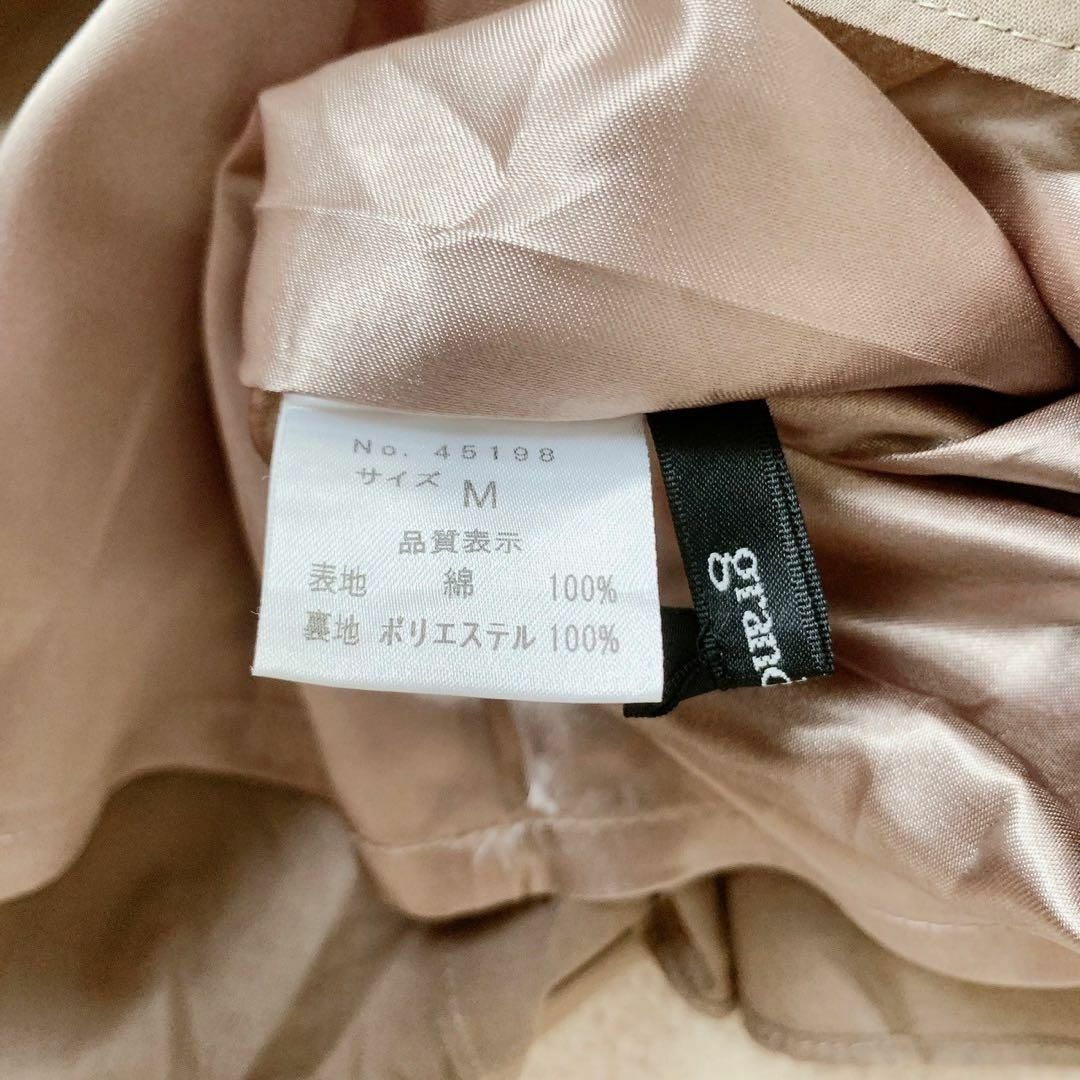 No. 45198
サイズ M
品質表示
表地 綿 100%
裏地 ポリエステル 100%
gran